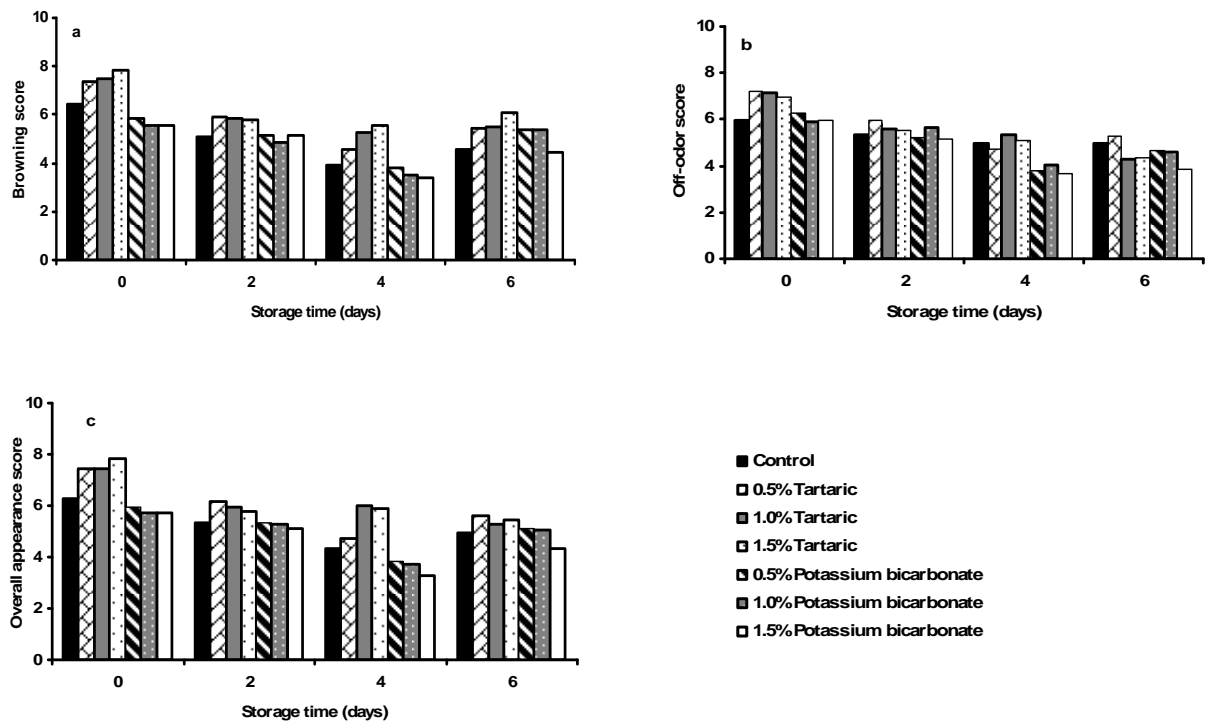 10
a
8
6
4
2
0
Browning score
0 2 4 6
Storage time (days)
10
b
8
6
4
2
0
Off-odor score
0 2 4 6
Storage time (days)
10
c
8
6
4
2
0
Overall appearance score
0 2 4 6
Storage time (days)
Control
0.5% Tartaric
1.0% Tartaric
1.5% Tartaric
0.5% Potassium bicarbonate
1.0% Potassium bicarbonate
1.5% Potassium bicarbonate